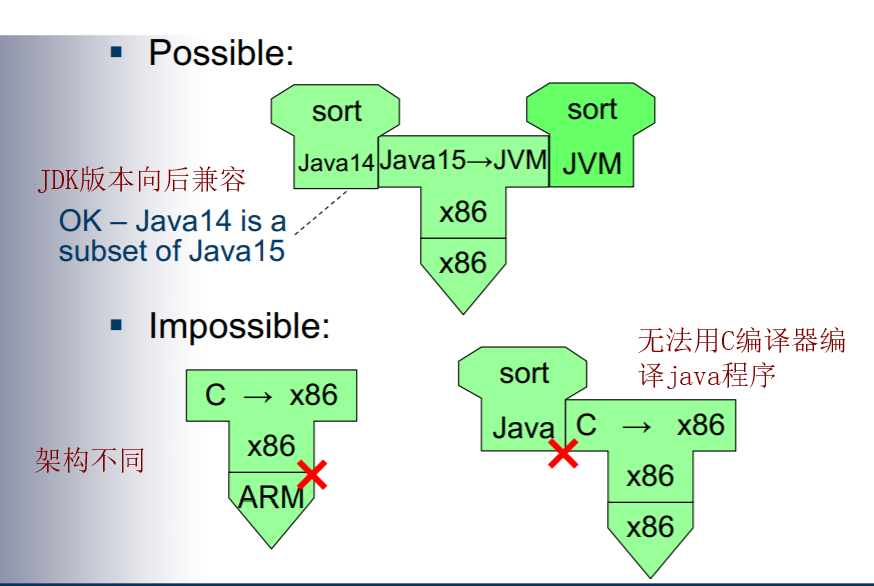 Possible:
sort
sort
Java14
Java15→JVM
JVM
JDK版本向后兼容
x86
OK – Java14 is a
subset of Java15
x86
Impossible:
无法用C编译器编
译java程序
C → x86
sort
x86
Java
C → x86
架构不同
ARM
x86
x86